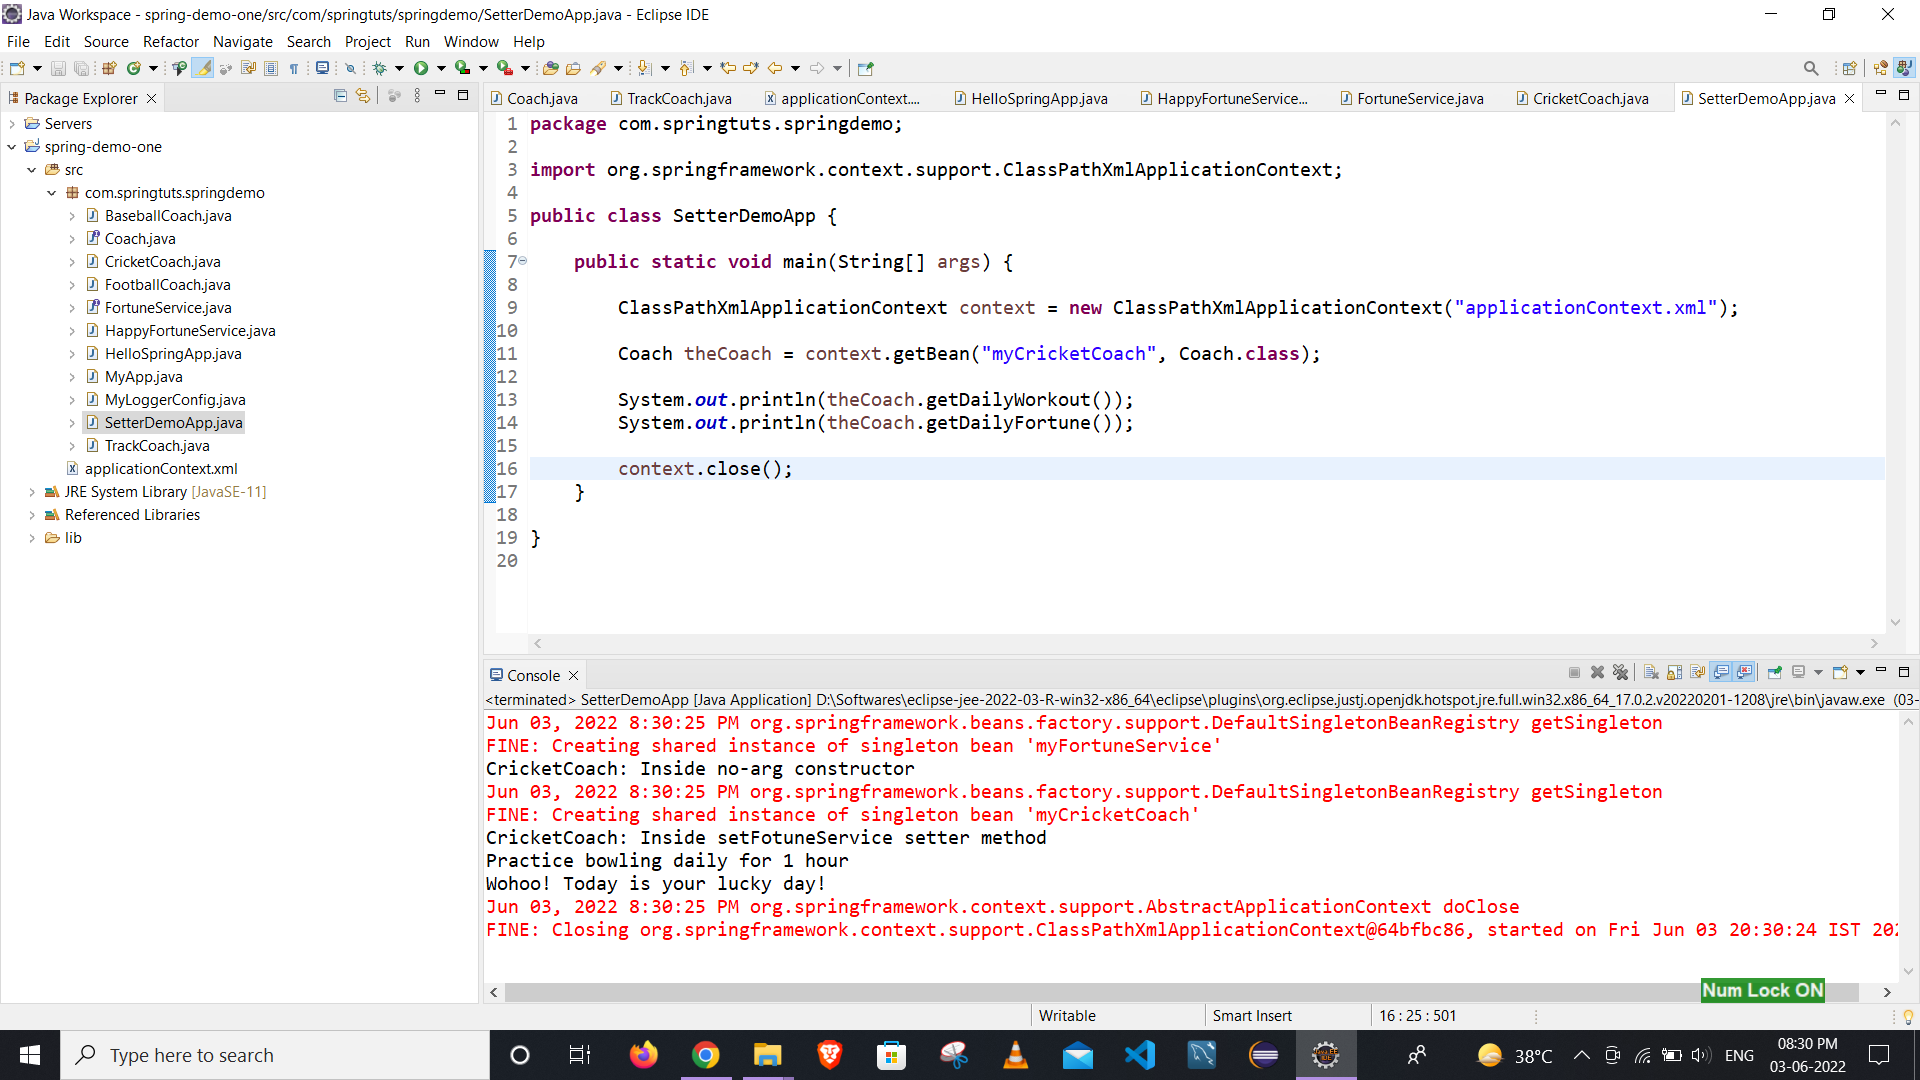 Java Workspace - spring-demo-one/src/com/springtuts/springdemo/SetterDemoApp.java - Eclipse IDE
File Edit Source Refactor Navigate Search Project Run Window Help
Package Explorer
Servers
spring-demo-one
src
com.springtuts.springdemo
BaseballCoach.java
Coach.java
CricketCoach.java
FootballCoach.java
FortuneService.java
HappyFortuneService.java
HelloSpringApp.java
MyApp.java
MyLoggerConfig.java
SetterDemoApp.java
TrackCoach.java
applicationContext.xml
JRE System Library [JavaSE-11]
Referenced Libraries
lib
Coach.java TrackCoach.java applicationContext.... HelloSpringApp.java HappyFortuneService... FortuneService.java CricketCoach.java SetterDemoApp.java
1 package com.springtuts.springdemo;
2
3 import org.springframework.context.support.ClassPathXmlApplicationContext;
4
5 public class SetterDemoApp {
6
7 public static void main(String[] args) {
8
9 ClassPathXmlApplicationContext context = new ClassPathXmlApplicationContext("applicationContext.xml");
10
11 Coach theCoach = context.getBean("myCricketCoach", Coach.class);
12
13 System.out.println(theCoach.getDailyWorkout());
14 System.out.println(theCoach.getDailyFortune());
15
16 context.close();
17 }
18
19 }
20
Console
<terminated> SetterDemoApp [Java Application] D:\Softwares\eclipse-jee-2022-03-R-win32-x86_64\eclipse\plugins\org.eclipse.justj.openjdk.hotspot.jre.full.win32.x86_64_17.0.2.v20220201-1208\jre\bin\javaw.exe (03-
Jun 03, 2022 8:30:25 PM org.springframework.beans.factory.support.DefaultSingletonBeanRegistry getSingleton
FINE: Creating shared instance of singleton bean 'myFortuneService'
CricketCoach: Inside no-arg constructor
Jun 03, 2022 8:30:25 PM org.springframework.beans.factory.support.DefaultSingletonBeanRegistry getSingleton
FINE: Creating shared instance of singleton bean 'myCricketCoach'
CricketCoach: Inside setFotuneService setter method
Practice bowling daily for 1 hour
Wohoo! Today is your lucky day!
Jun 03, 2022 8:30:25 PM org.springframework.context.support.AbstractApplicationContext doClose
FINE: Closing org.springframework.context.support.ClassPathXmlApplicationContext@64bfbc86, started on Fri Jun 03 20:30:24 IST 202
Num Lock ON
Writable Smart Insert 16 : 25 : 501
Type here to search
38°C ENG 08:30 PM
03-06-2022